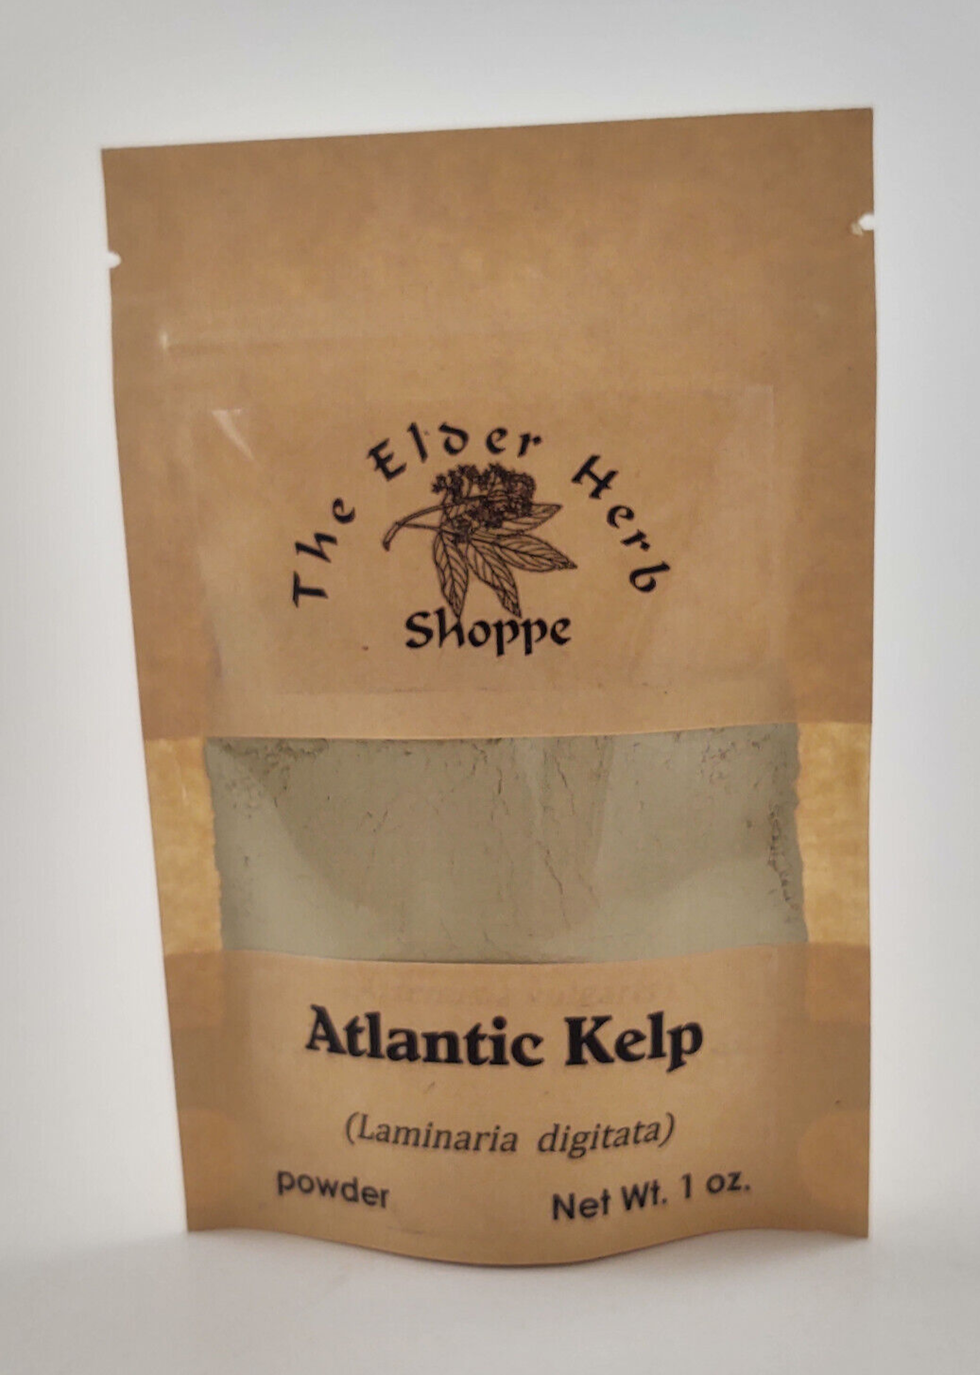 The Elder Herb
Shoppe
Atlantic Kelp
(Laminaria digitata)
powder
Net Wt. 1 oz.